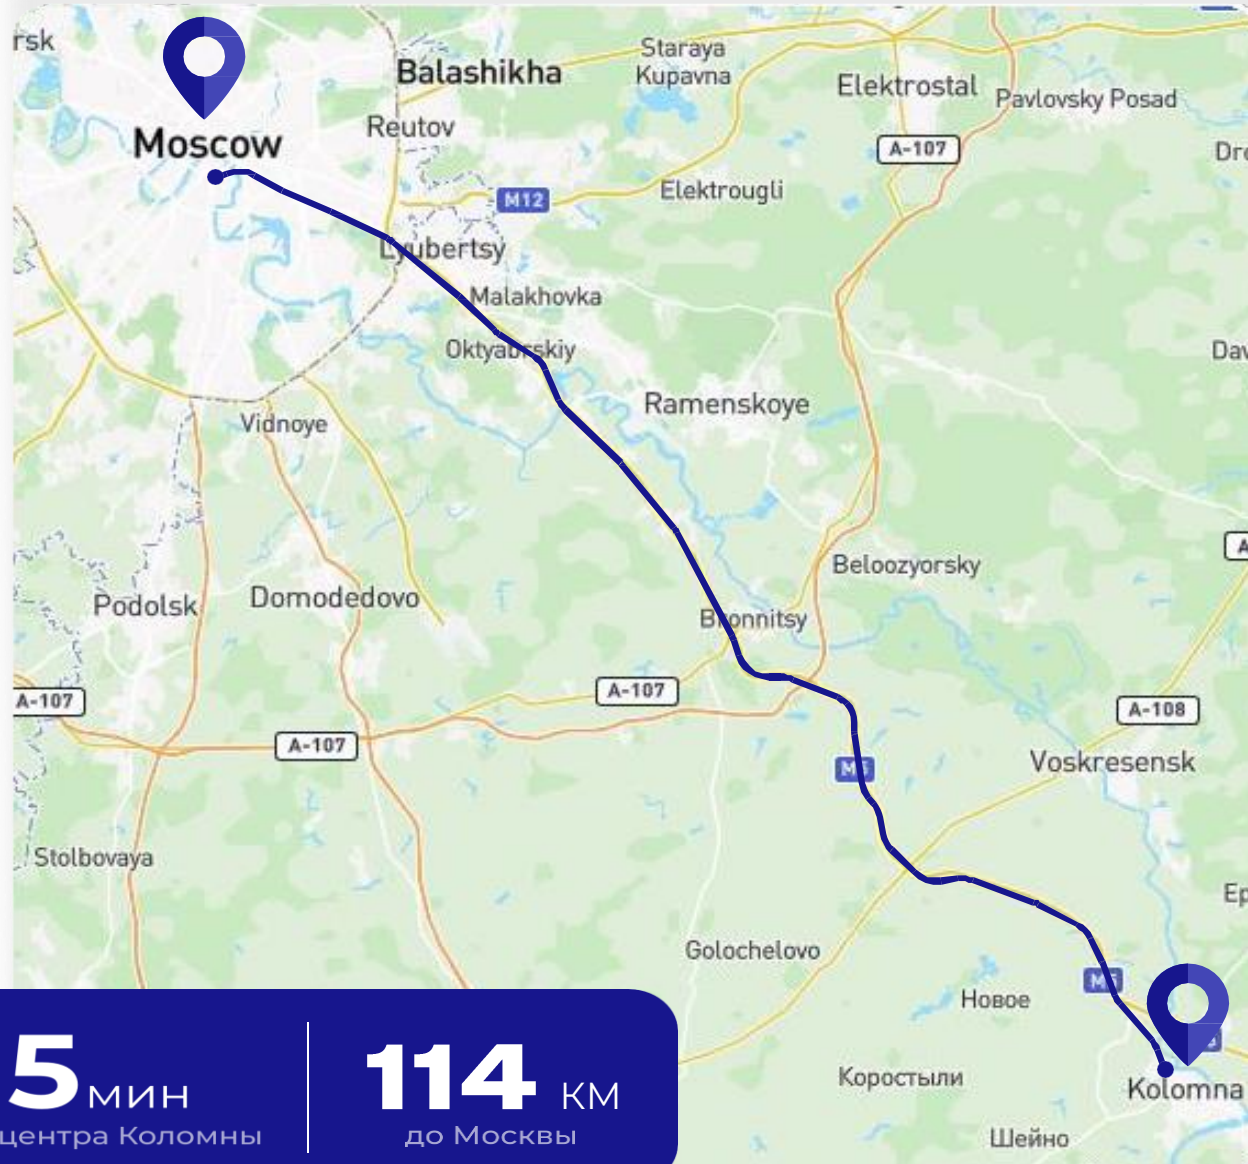 rsk
Staraya
Kupavna
Balashikha
Elektrostal
Pavlovsky Posad
Reutov
Moscow
A-107
Elektrougli
M12
Lyubertsy
Malakhovka
Oktyabrskiy
Ramenskoye
Vidnoye
Beloozyorsky
Podolsk
Domodedovo
Bronnitsy
A-107
A-107
A-108
A-107
Voskresensk
Stolbovaya
Golochelovo
Новое
Коростыли
Kolomna
Шейно
5 мин
центра Коломны
114 км
до Москвы